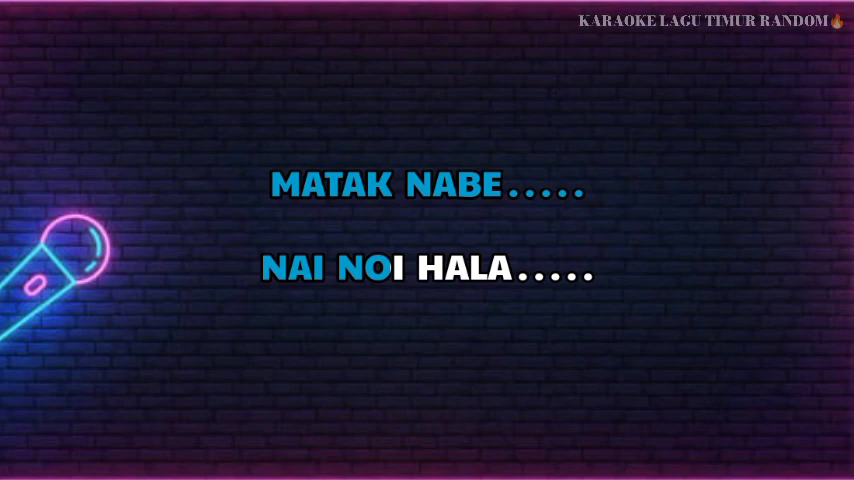 KARAOKE LAGU TIMUR RANDOM🔥
MATAK NABE.....
NAI NOI HALA.....